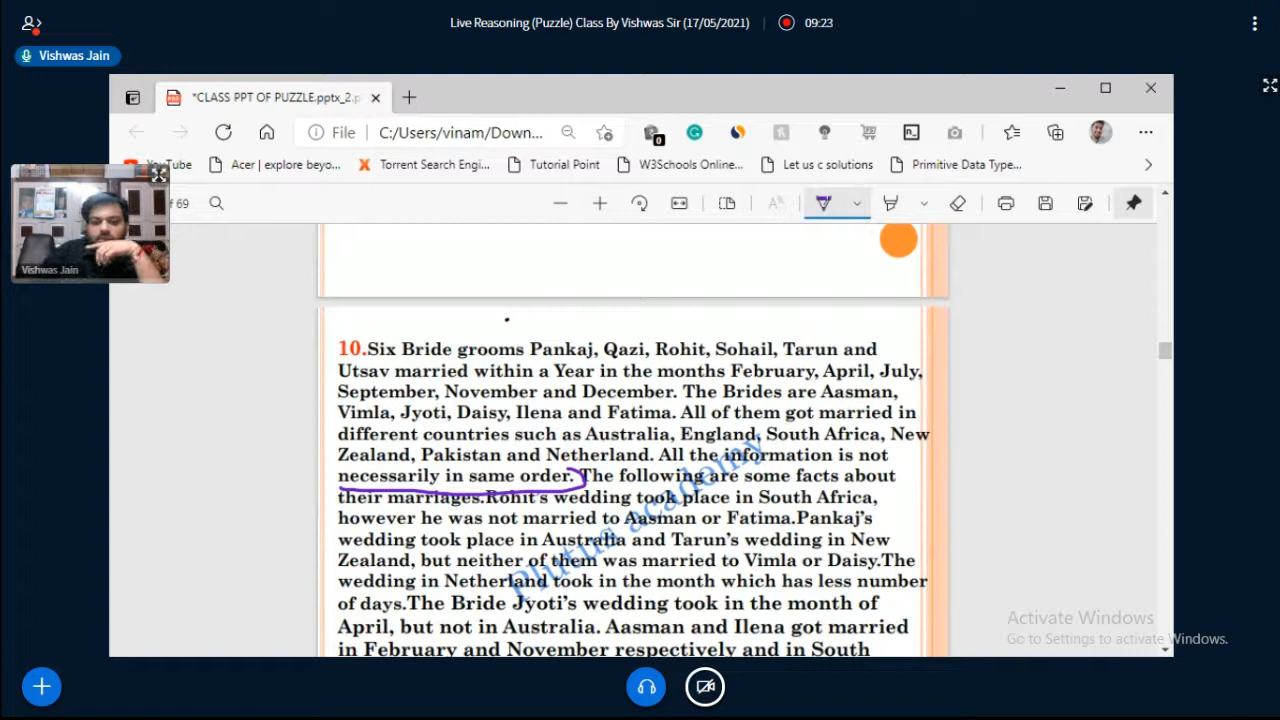 Live Reasoning (Puzzle) Class By Vishwas Sir (17/05/2021)
09:23
Vishwas Jain
*CLASS PPT OF PUZZLE.pptx_2.p
File
C:/Users/vinam/Down...
0
YouTube
Acer | explore beyo...
Torrent Search Engi...
Tutorial Point
W3Schools Online...
Let us c solutions
Primitive Data Type...
of 69
Vishwas Jain
10.Six Bride grooms Pankaj, Qazi, Rohit, Sohail, Tarun and
Utsav married within a Year in the months February, April, July,
September, November and December. The Brides are Aasman,
Vimla, Jyoti, Daisy, Ilena and Fatima. All of them got married in
different countries such as Australia, England, South Africa, New
Zealand, Pakistan and Netherland. All the information is not
necessarily in same order. The following are some facts about
their marriages.Rohit's wedding took place in South Africa,
however he was not married to Aasman or Fatima.Pankaj's
wedding took place in Australia and Tarun's wedding in New
Zealand, but neither of them was married to Vimla or Daisy.The
wedding in Netherland took in the month which has less number
of days.The Bride Jyoti's wedding took in the month of
April, but not in Australia. Aasman and Ilena got married
in February and November respectively and in South
Plutus academy
Activate Windows
Go to Settings to activate Windows.